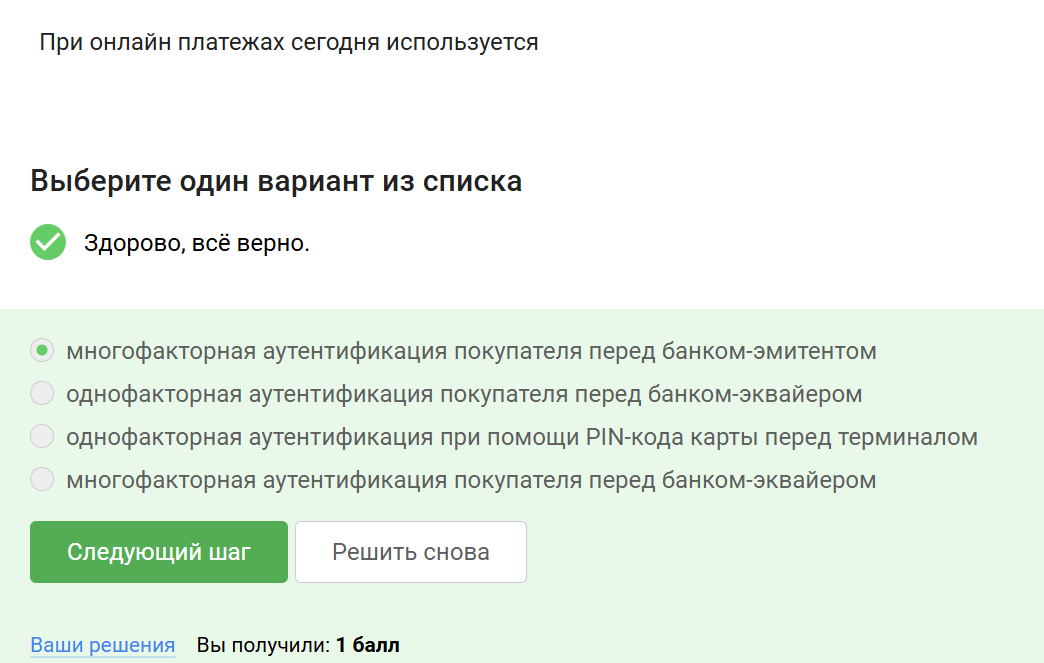 При онлайн платежах сегодня используется
Выберите один вариант из списка
Здорово, всё верно.
многофакторная аутентификация покупателя перед банком-эмитентом
однофакторная аутентификация покупателя перед банком-эквайером
однофакторная аутентификация при помощи PIN-кода карты перед терминалом
многофакторная аутентификация покупателя перед банком-эквайером
Следующий шаг Решить снова
Ваши решения Вы получили: 1 балл